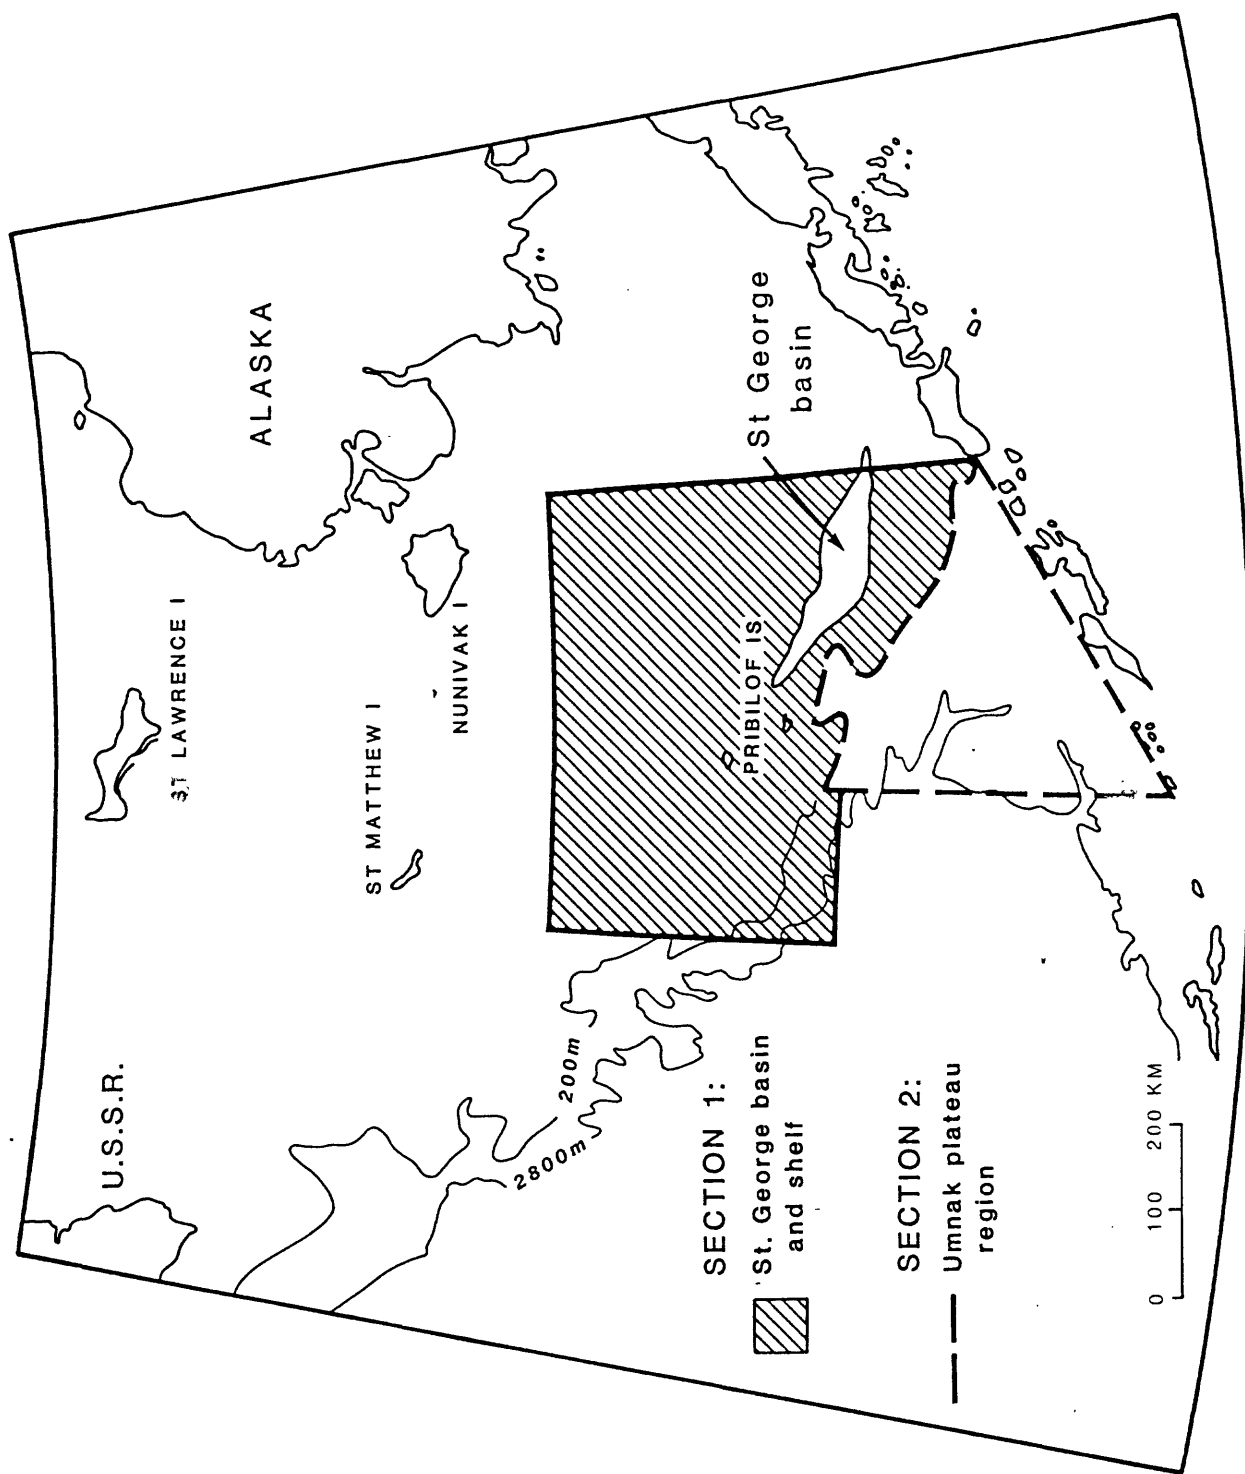 U.S.S.R.
ST LAWRENCE I
ALASKA
ST MATTHEW I
NUNIVAK I
200m
2800m
PRIBILOF IS.
St George
basin
SECTION 1:
St. George basin
and shelf
SECTION 2:
Umnak plateau
region
0 100 200 KM